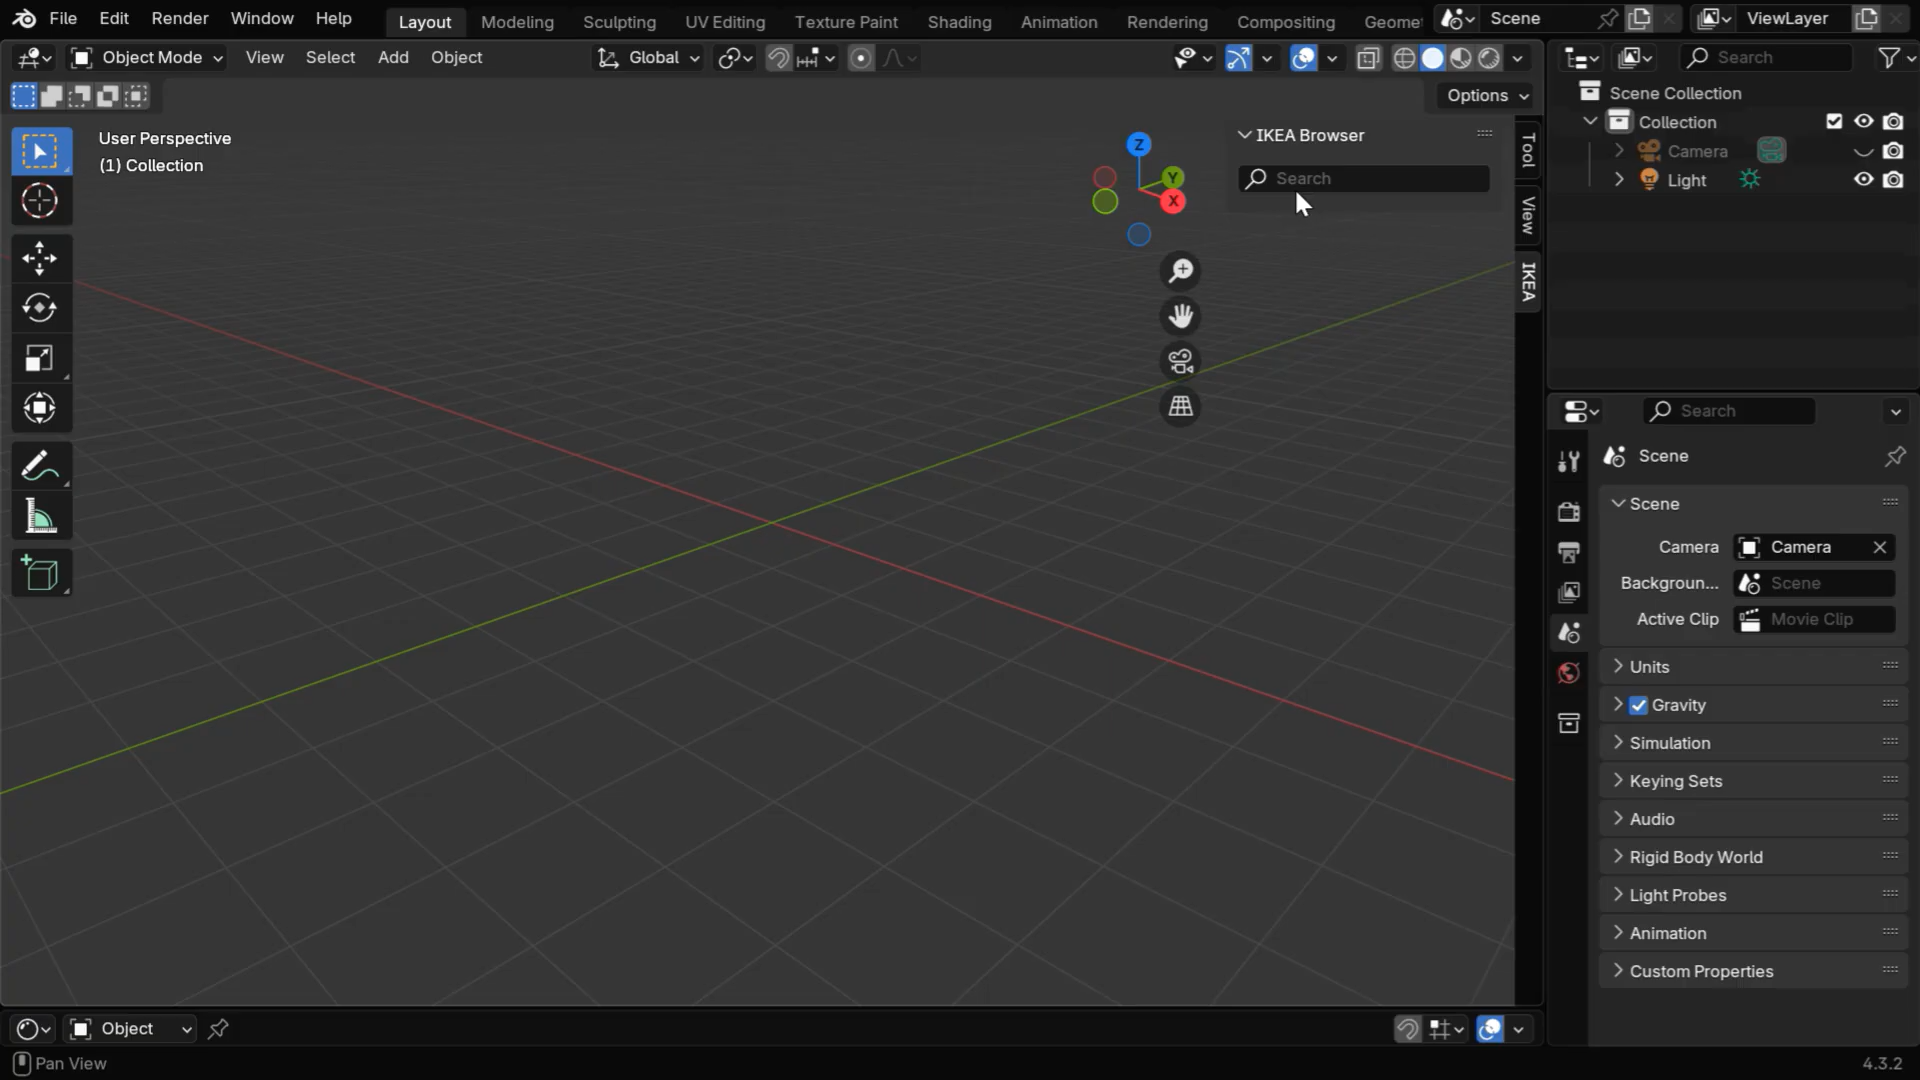 File Edit Render Window Help Layout Modeling Sculpting UV Editing Texture Paint Shading Animation Rendering Compositing Geomet Scene ViewLayer
Object Mode View Select Add Object Global Search
Options
User Perspective
(1) Collection
Z
Y
X
IKEA Browser
Search
Tool
View
IKEA
Scene Collection
Collection
Camera
Light
Search
Scene
Scene
Camera Camera
Backgroun... Scene
Active Clip Movie Clip
Units
Gravity
Simulation
Keying Sets
Audio
Rigid Body World
Light Probes
Animation
Custom Properties
Object
Pan View 4.3.2